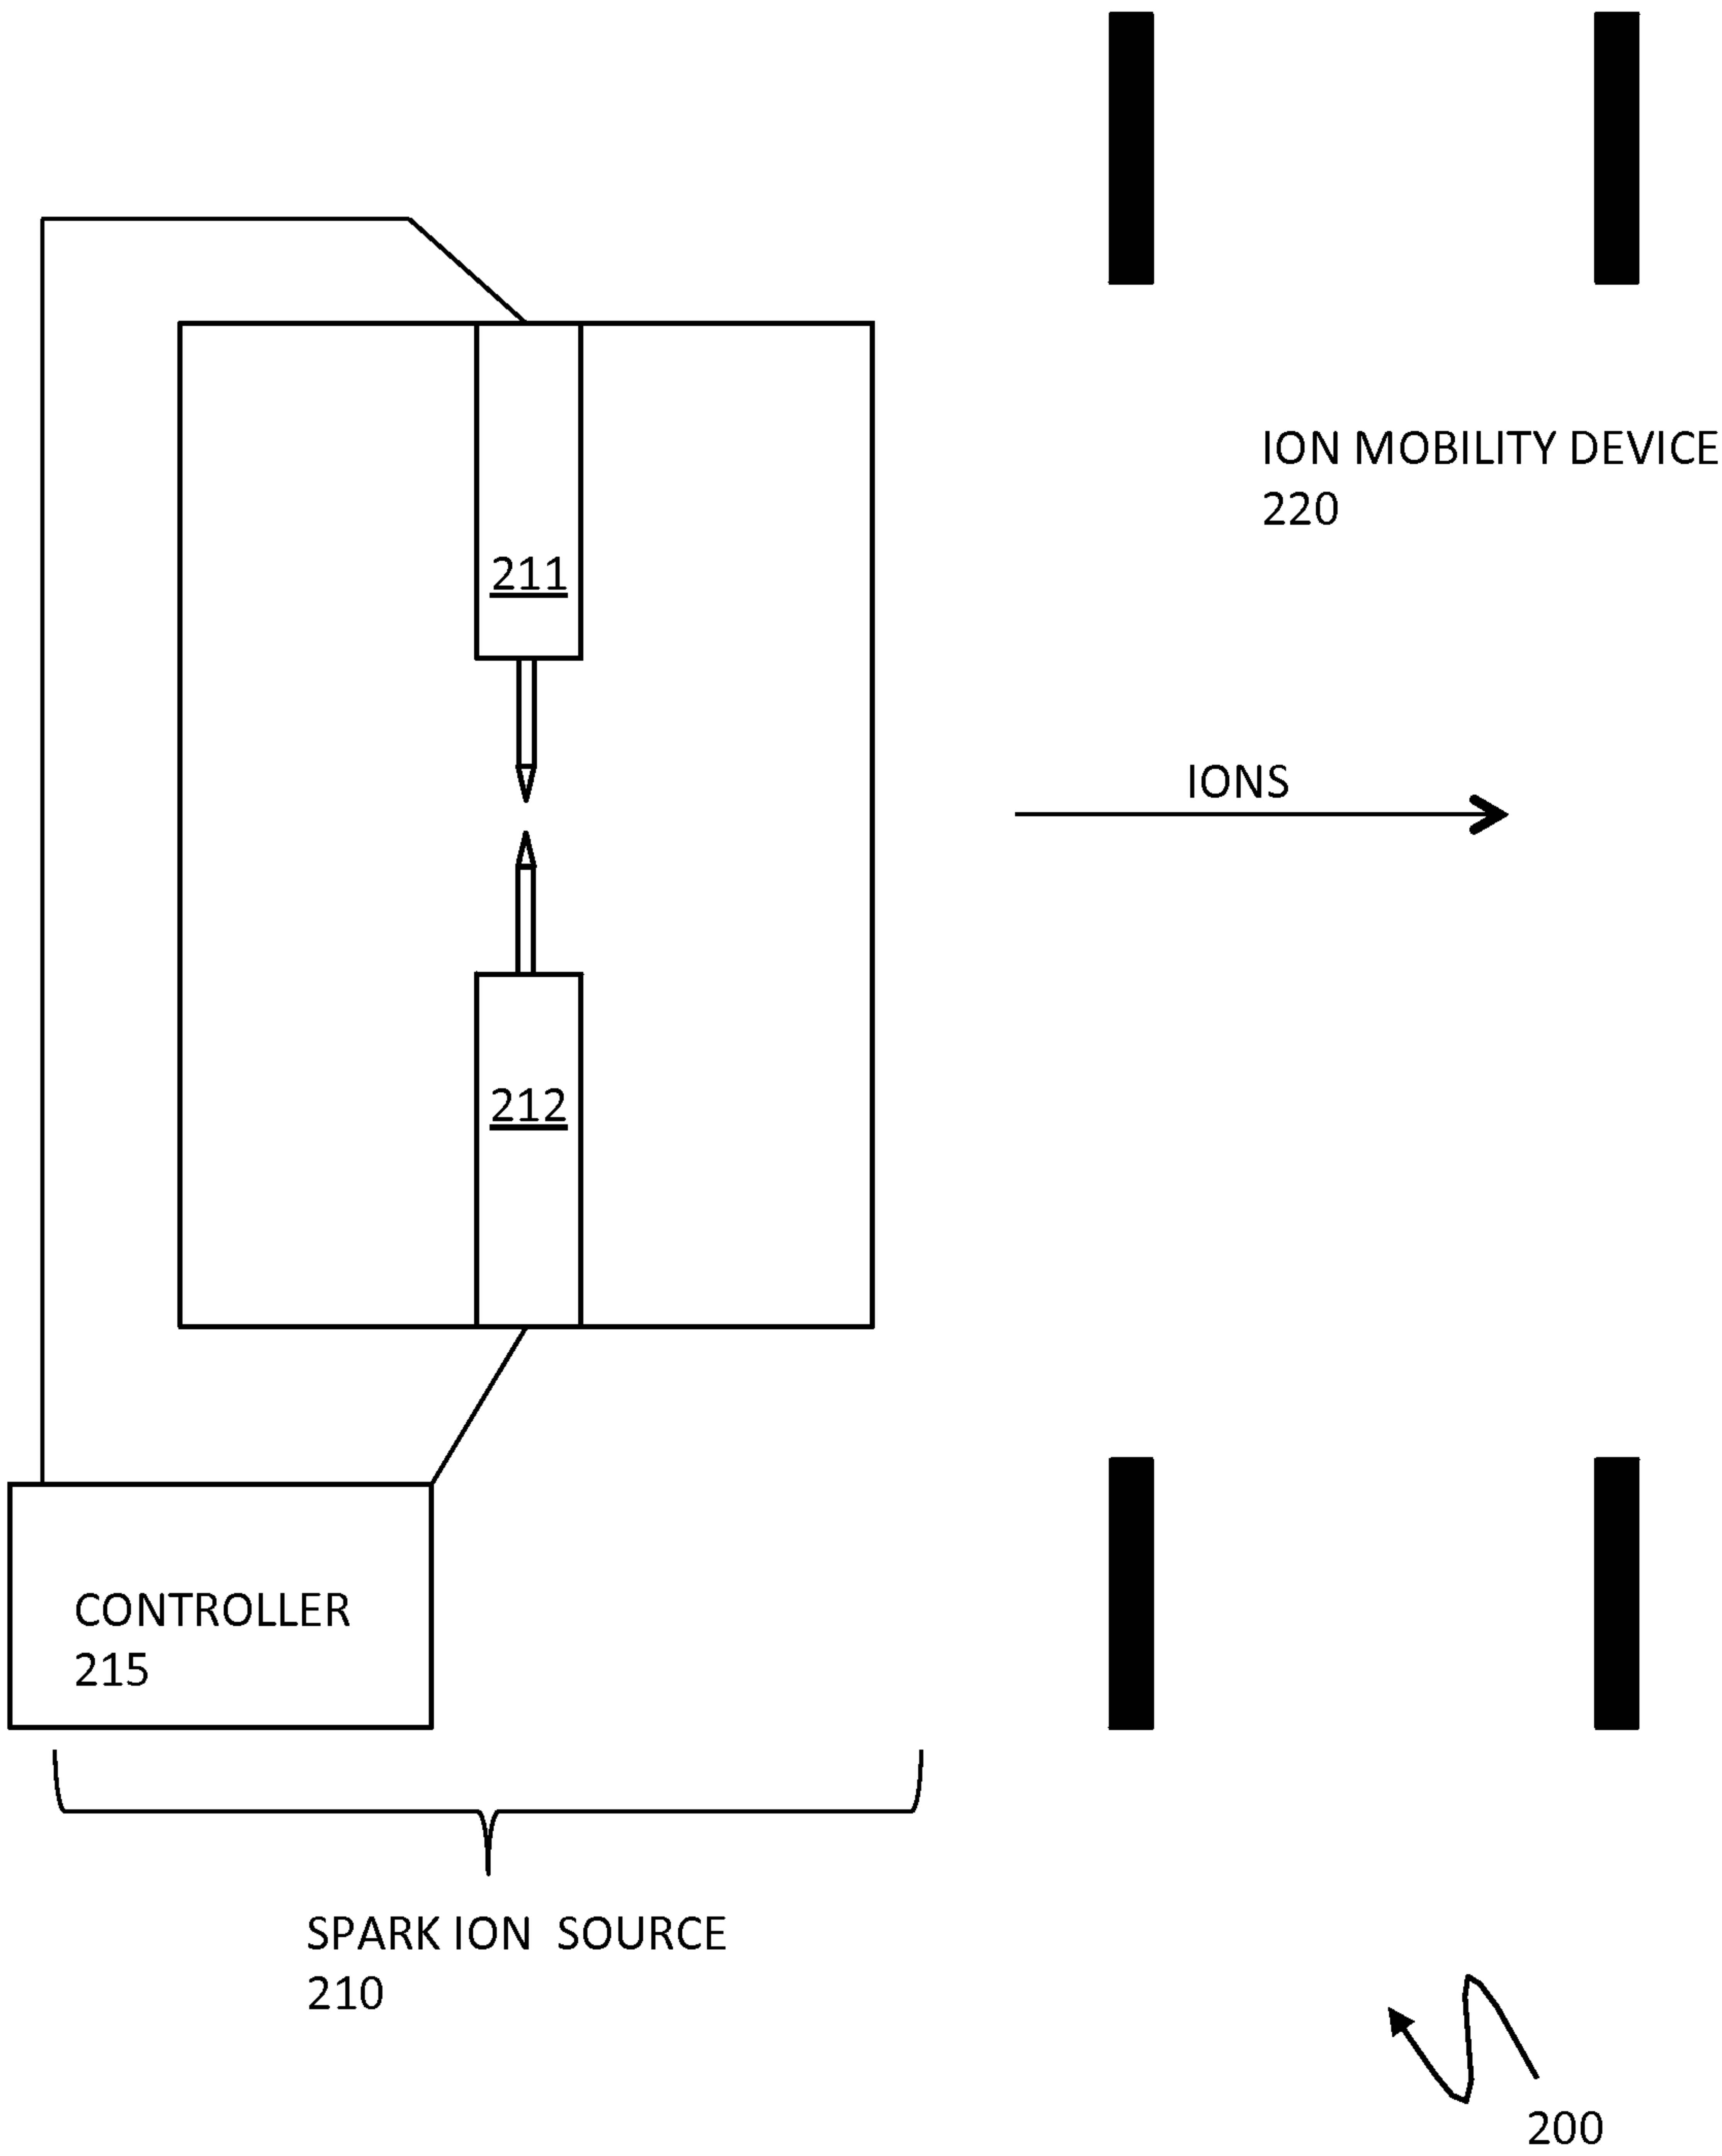 ION MOBILITY DEVICE
220
211
IONS
212
CONTROLLER
215
SPARK ION SOURCE
210
200